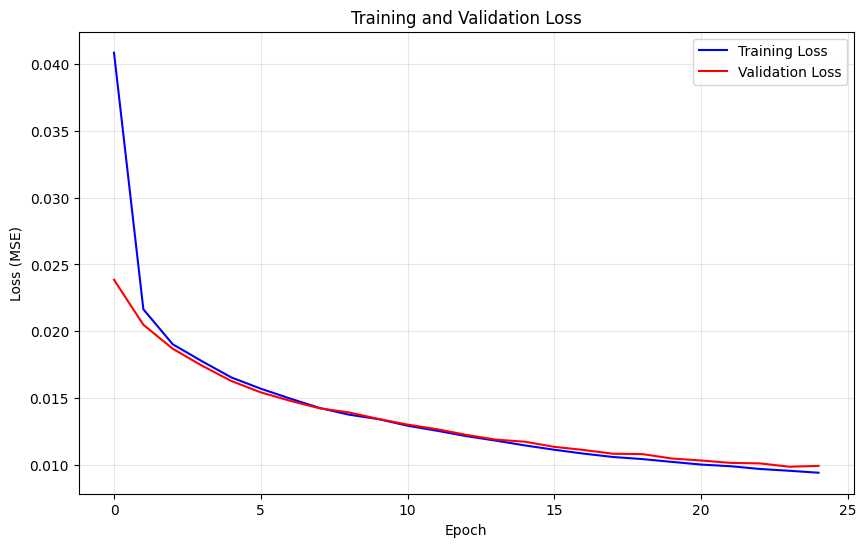 Training and Validation Loss
Training Loss
Validation Loss
Loss (MSE)
0.040
0.035
0.030
0.025
0.020
0.015
0.010
0 5 10 15 20 25
Epoch